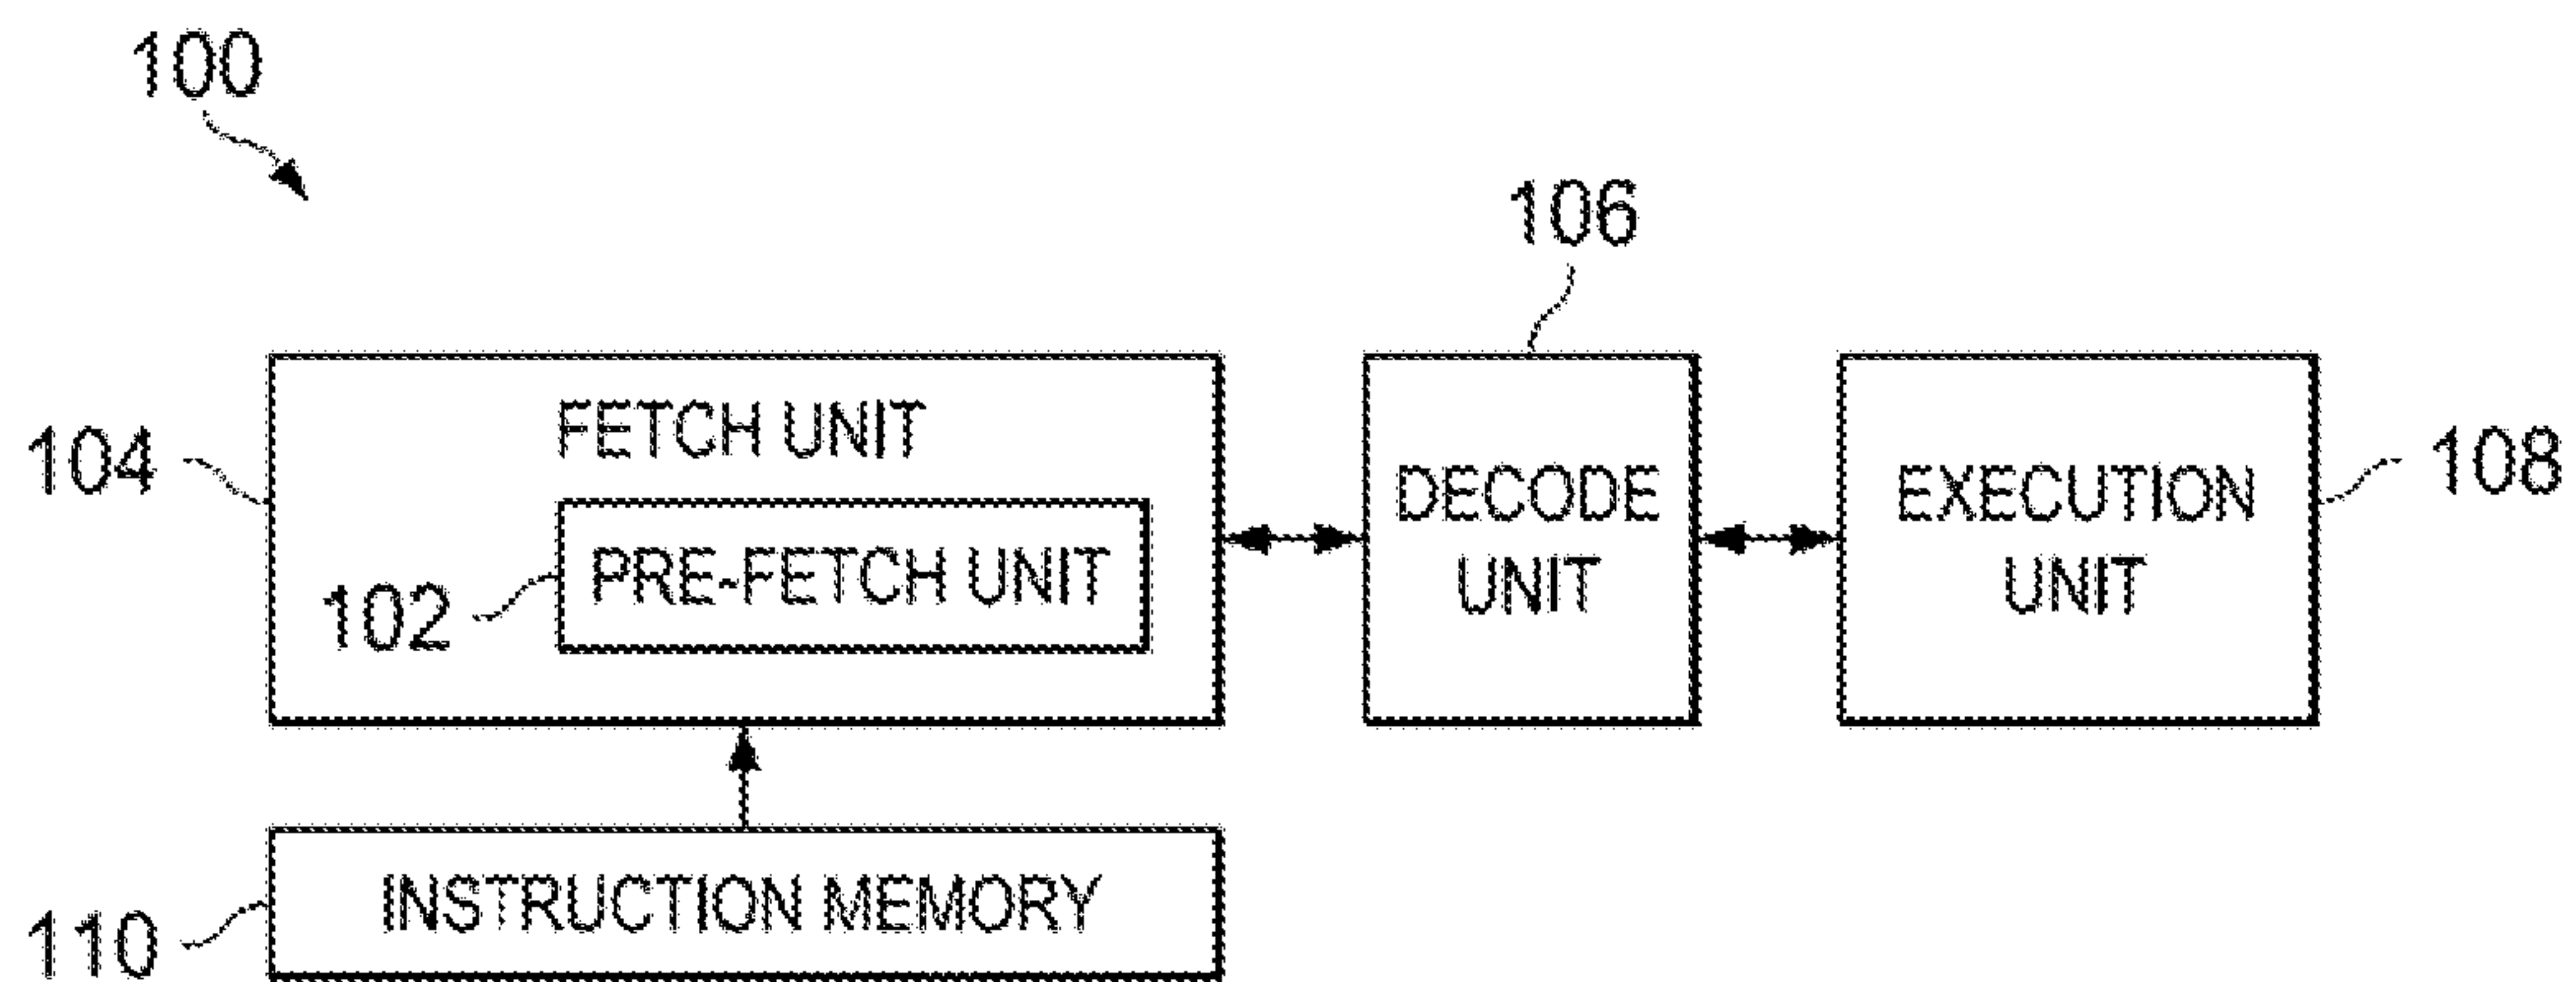 100
106
FETCH UNIT
104
DECODE
UNIT
EXECUTION
UNIT
108
PRE-FETCH UNIT
102
INSTRUCTION MEMORY
110